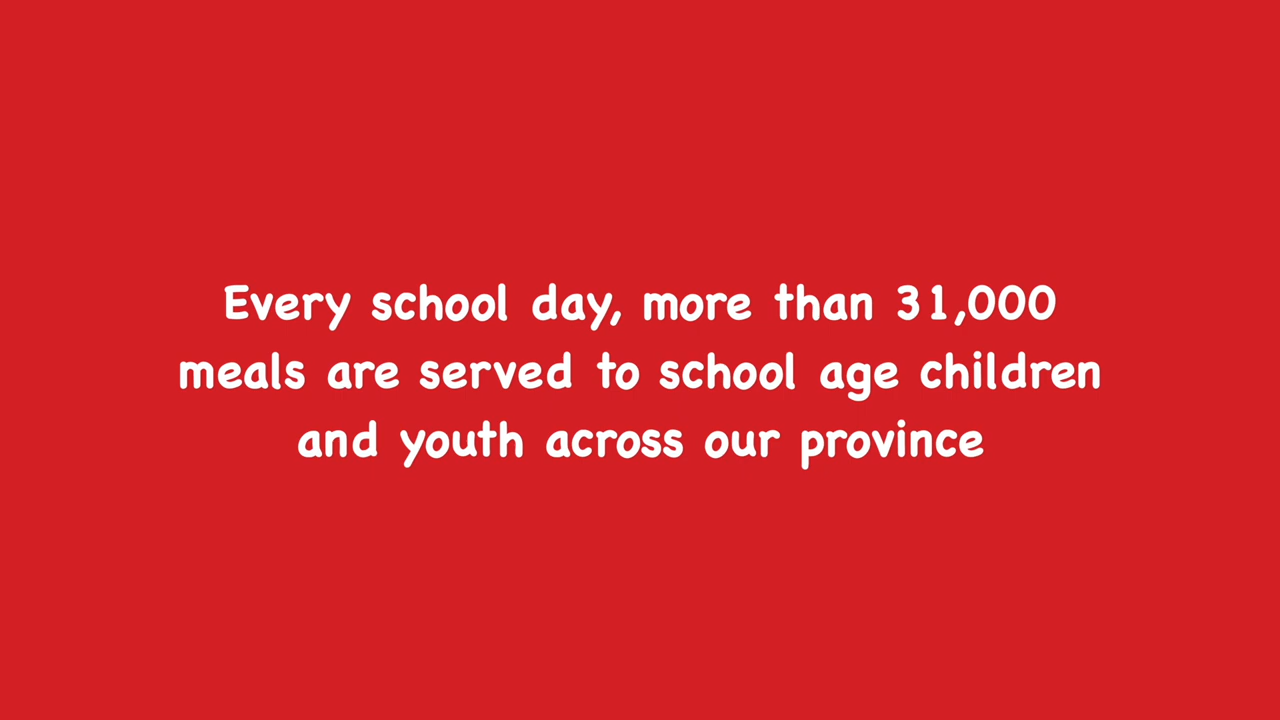 Every school day, more than 31,000
meals are served to school age children
and youth across our province